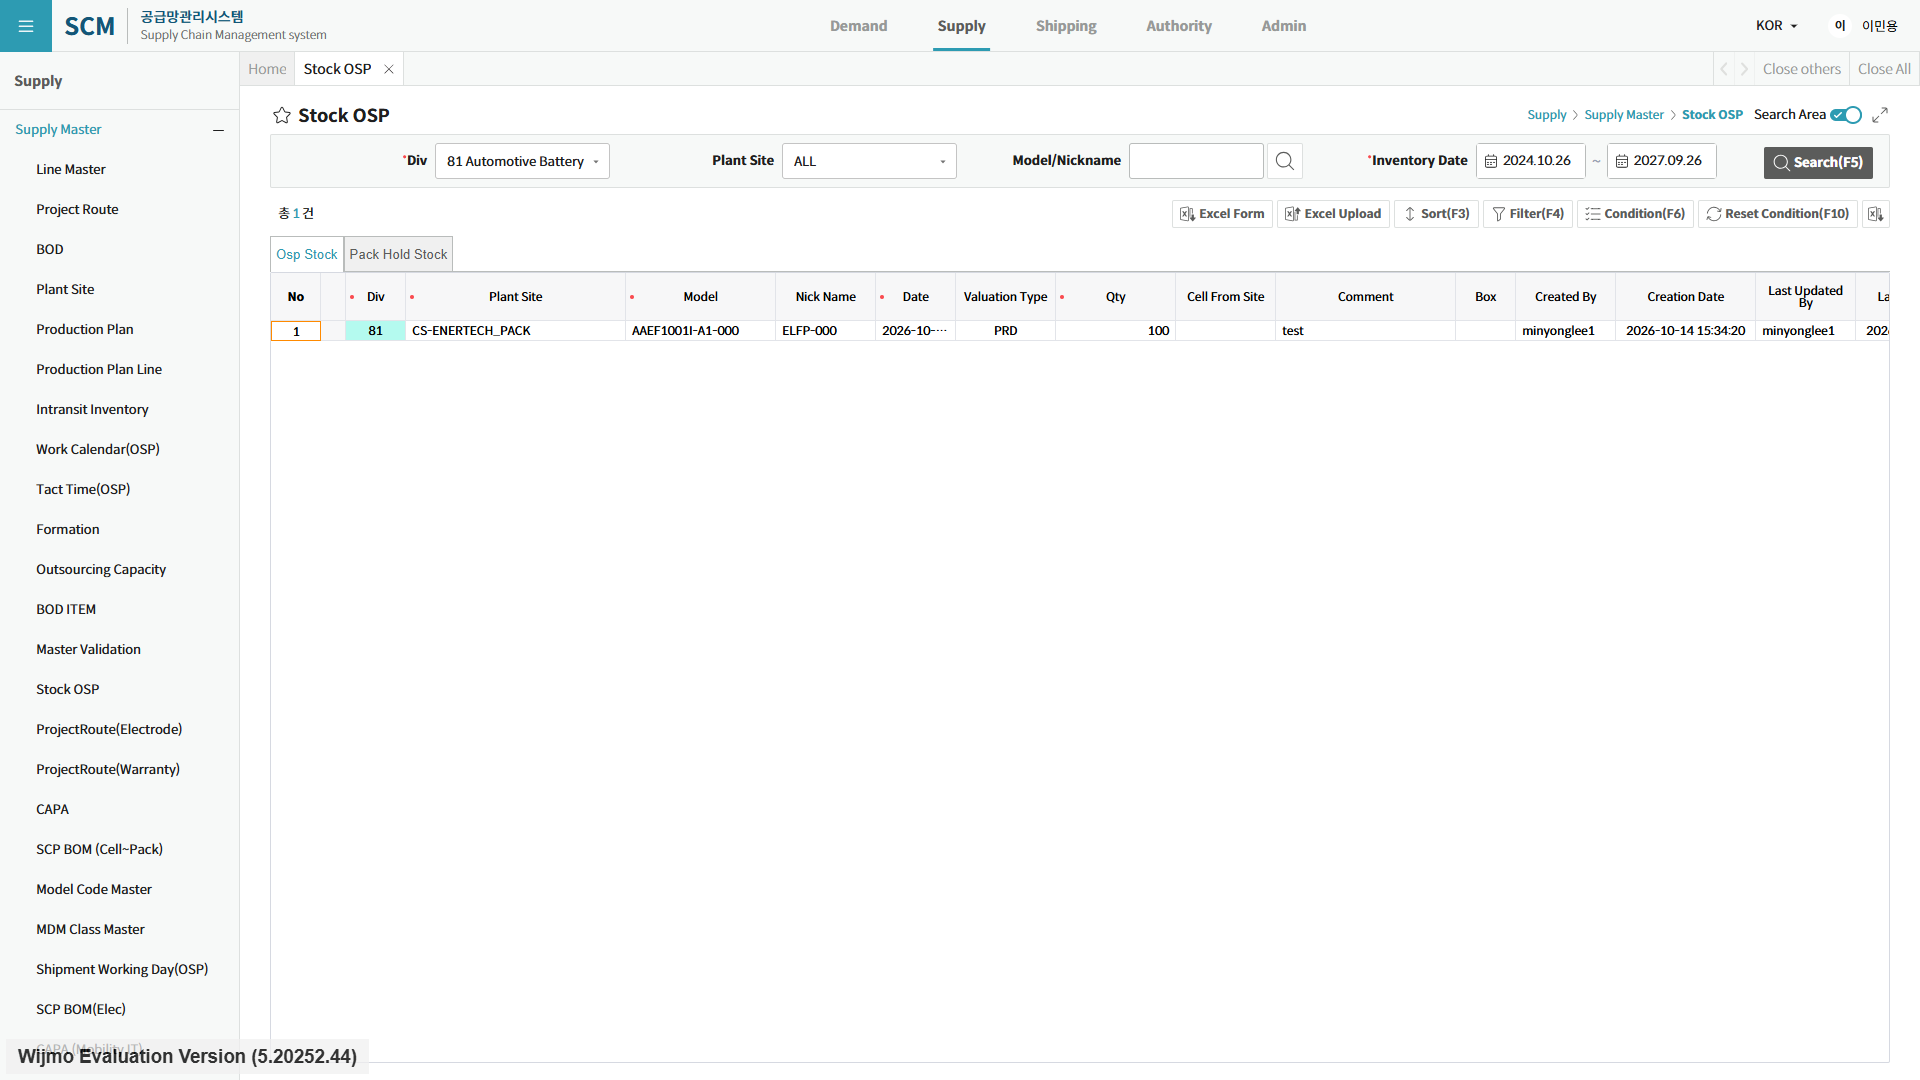 SCM
공급망관리시스템
Supply Chain Management system
Demand
Supply
Shipping
Authority
Admin
KOR
이
이민용
Supply
Home
Stock OSP
Close others
Close All
Supply Master
Line Master
Project Route
BOD
Plant Site
Production Plan
Production Plan Line
Intransit Inventory
Work Calendar(OSP)
Tact Time(OSP)
Formation
Outsourcing Capacity
BOD ITEM
Master Validation
Stock OSP
ProjectRoute(Electrode)
ProjectRoute(Warranty)
CAPA
SCP BOM (Cell~Pack)
Model Code Master
MDM Class Master
Shipment Working Day(OSP)
SCP BOM(Elec)
CAPA (Mobility IT)
Wijmo Evaluation Version (5.20252.44)
Stock OSP
Supply > Supply Master > Stock OSP
Search Area
*Div
81 Automotive Battery
Plant Site
ALL
Model/Nickname
*Inventory Date
2024.10.26 ~ 2027.09.26
Search(F5)
총 1 건
Excel Form
Excel Upload
Sort(F3)
Filter(F4)
Condition(F6)
Reset Condition(F10)
Osp Stock
Pack Hold Stock
No Div Plant Site Model Nick Name Date Valuation Type Qty Cell From Site Comment Box Created By Creation Date Last Updated By La
1 81 CS-ENERTECH_PACK AAEF1001I-A1-000 ELFP-000 2026-10-... PRD 100 test minyonglee1 2026-10-14 15:34:20 minyonglee1 202